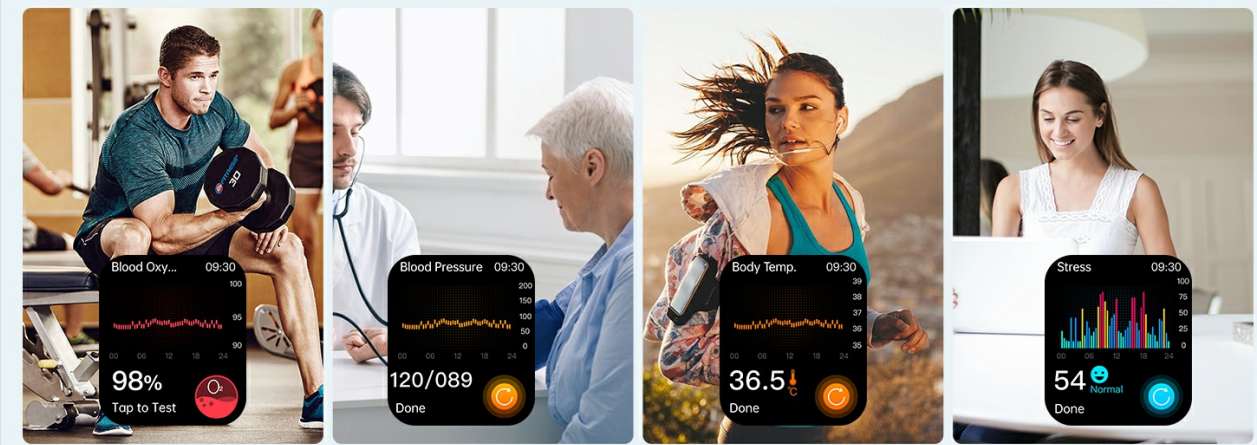 FITNESS
30
Blood Oxy... 09:30
100
95
90
00 06 12 18 24
98%
O₂
Tap to Test
Blood Pressure 09:30
200
150
100
50
0
00 06 12 18 24
120/089
Done
Body Temp. 09:30
39
38
37
36
35
00 06 12 18 24
36.5 °C
Done
Stress 09:30
100
75
50
25
0
00 06 12 18 24
54 Normal
Done